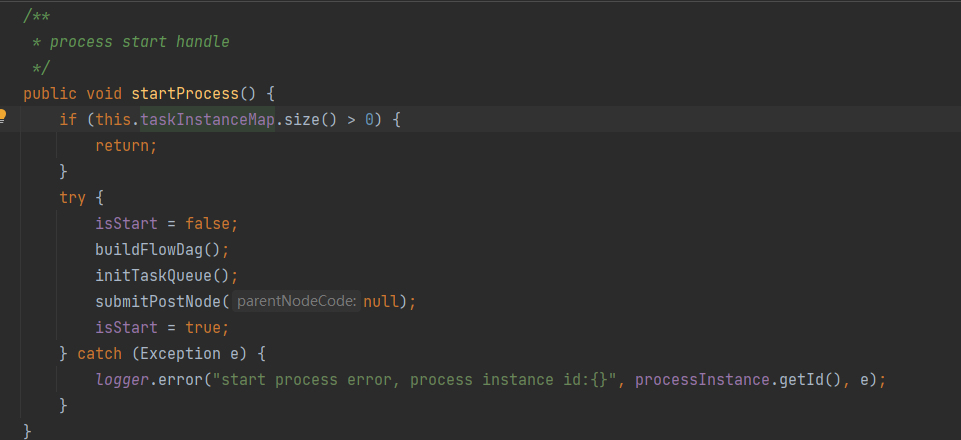 /**
 * process start handle
 */
public void startProcess() {
    if (this.taskInstanceMap.size() > 0) {
        return;
    }
    try {
        isStart = false;
        buildFlowDag();
        initTaskQueue();
        submitPostNode( parentNodeCode: null);
        isStart = true;
    } catch (Exception e) {
        logger.error("start process error, process instance id:{}", processInstance.getId(), e);
    }
}